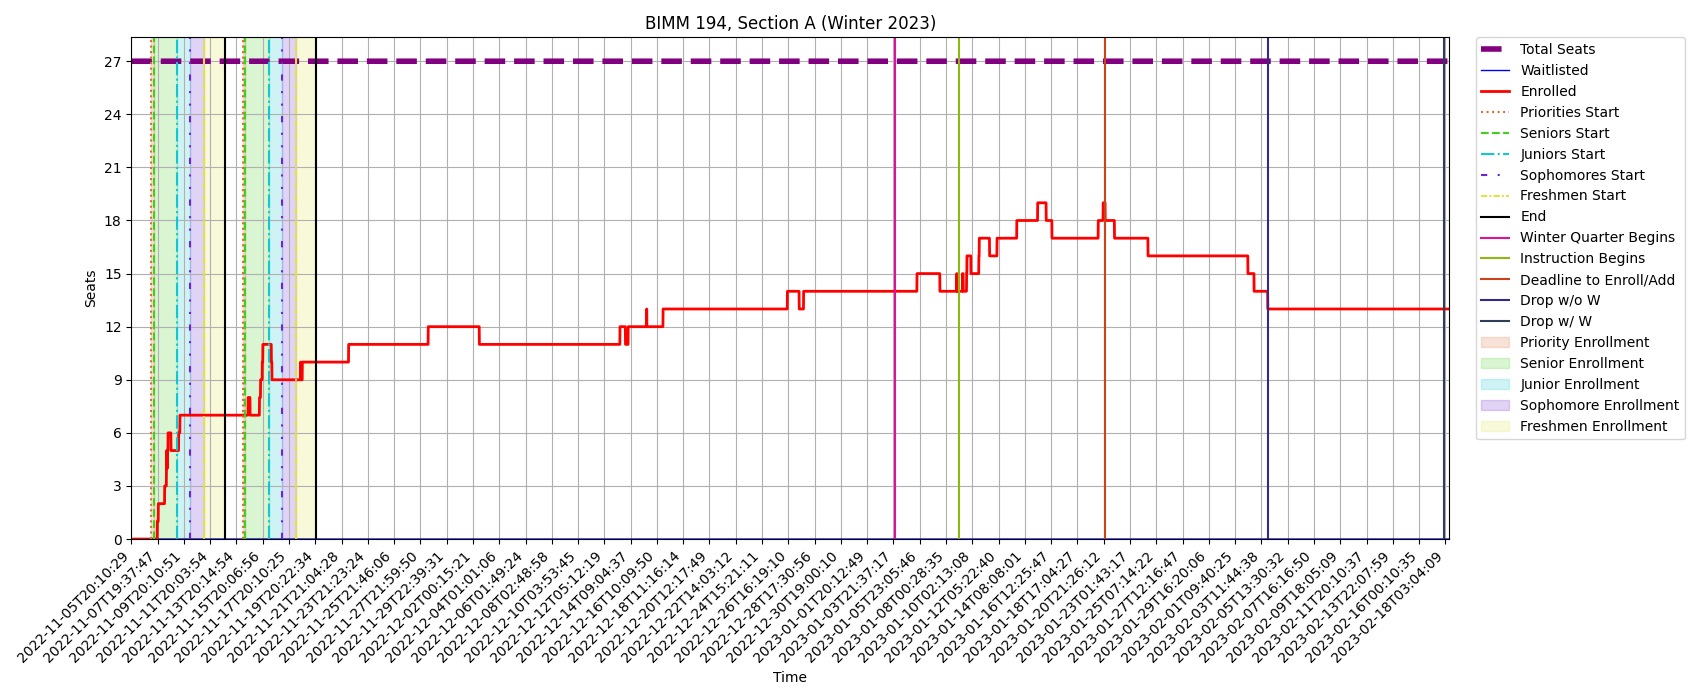 BIMM 194, Section A (Winter 2023)
Seats
27
24
21
18
15
12
9
6
3
0
2022-11-05T20:10:29
2022-11-07T19:37:47
2022-11-09T20:10:51
2022-11-11T20:03:54
2022-11-13T20:14:54
2022-11-15T20:06:50
2022-11-17T20:10:25
2022-11-19T20:22:34
2022-11-21T21:04:28
2022-11-23T21:23:24
2022-11-25T21:46:06
2022-11-27T21:59:50
2022-11-29T22:39:31
2022-12-02T00:15:21
2022-12-04T01:01:06
2022-12-06T01:49:24
2022-12-08T02:48:58
2022-12-10T03:53:45
2022-12-12T05:12:19
2022-12-14T09:04:37
2022-12-16T10:09:50
2022-12-18T11:16:14
2022-12-20T12:17:49
2022-12-22T14:03:12
2022-12-24T15:21:11
2022-12-26T16:19:10
2022-12-28T17:30:56
2022-12-30T19:00:10
2023-01-01T20:12:49
2023-01-03T21:37:17
2023-01-05T23:05:46
2023-01-08T00:28:35
2023-01-10T02:13:08
2023-01-12T05:22:40
2023-01-14T08:08:01
2023-01-16T12:25:47
2023-01-18T17:04:27
2023-01-20T21:26:12
2023-01-23T01:43:17
2023-01-25T07:14:22
2023-01-27T12:16:47
2023-01-29T16:20:06
2023-02-01T09:40:25
2023-02-03T11:44:38
2023-02-05T13:30:32
2023-02-07T16:16:50
2023-02-09T18:05:09
2023-02-11T20:10:37
2023-02-13T22:07:59
2023-02-16T00:10:35
2023-02-18T03:04:09
Time
Total Seats
Waitlisted
Enrolled
Priorities Start
Seniors Start
Juniors Start
Sophomores Start
Freshmen Start
End
Winter Quarter Begins
Instruction Begins
Deadline to Enroll/Add
Drop w/o W
Drop w/ W
Priority Enrollment
Senior Enrollment
Junior Enrollment
Sophomore Enrollment
Freshmen Enrollment